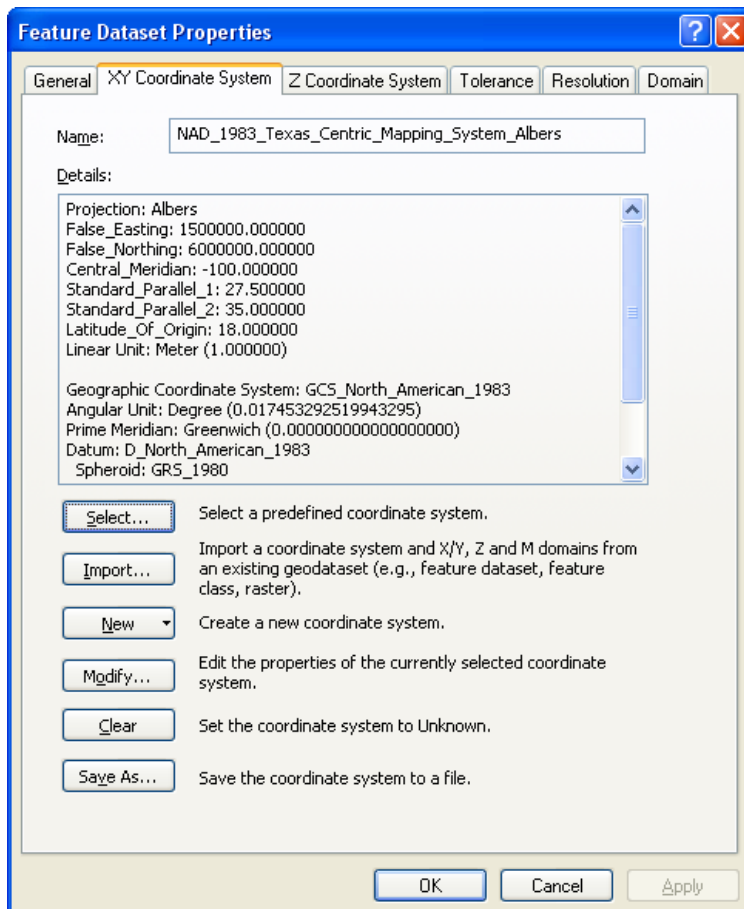 Feature Dataset Properties
General XY Coordinate System Z Coordinate System Tolerance Resolution Domain
Name: NAD_1983_Texas_Centric_Mapping_System_Albers
Details:
Projection: Albers
False_Easting: 1500000.000000
False_Northing: 6000000.000000
Central_Meridian: -100.000000
Standard_Parallel_1: 27.500000
Standard_Parallel_2: 35.000000
Latitude_Of_Origin: 18.000000
Linear Unit: Meter (1.000000)
Geographic Coordinate System: GCS_North_American_1983
Angular Unit: Degree (0.017453292519943295)
Prime Meridian: Greenwich (0.000000000000000000)
Datum: D_North_American_1983
Spheroid: GRS_1980
Select... Select a predefined coordinate system.
Import... Import a coordinate system and X/Y, Z and M domains from
an existing geodataset (e.g., feature dataset, feature
class, raster).
New Create a new coordinate system.
Modify... Edit the properties of the currently selected coordinate
system.
Clear Set the coordinate system to Unknown.
Save As... Save the coordinate system to a file.
OK Cancel Apply